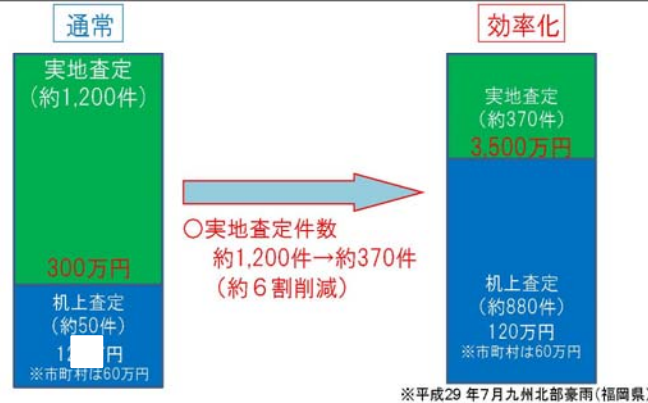 通常
実地査定
(約1,200件)
300万円
机上査定
(約50件)
※市町村は60万円
○実地査定件数
約1,200件→約370件
(約6割削減)
効率化
実地査定
(約370件)
3,500万円
机上査定
(約880件)
120万円
※市町村は60万円
※平成29年7月九州北部豪雨(福岡県)